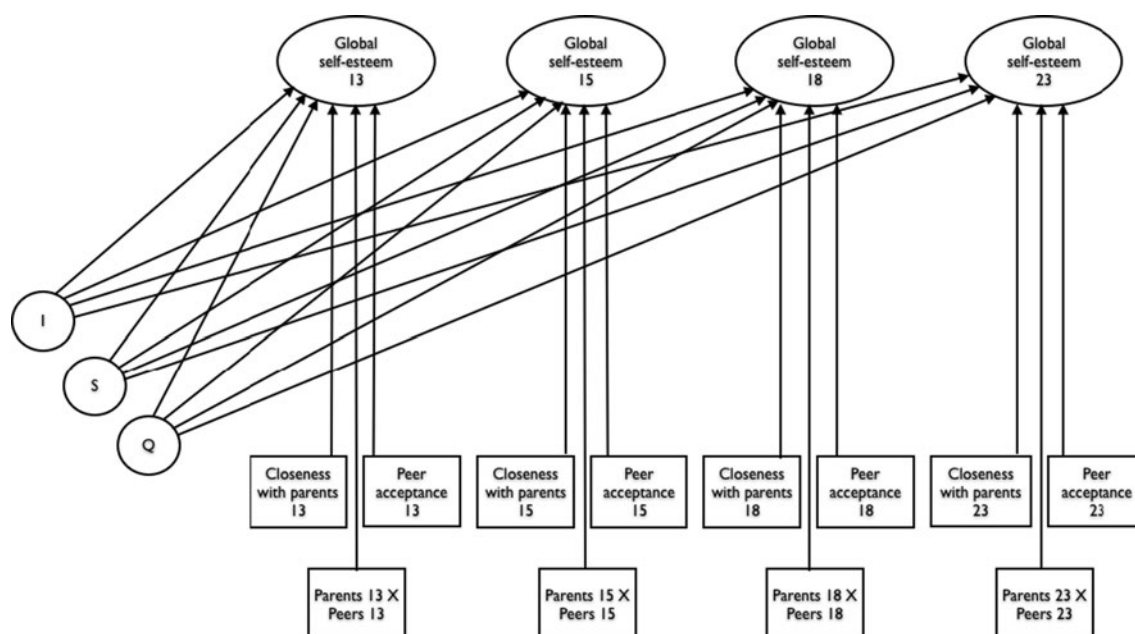 Global
self-esteem
13
Global
self-esteem
15
Global
self-esteem
18
Global
self-esteem
23
I
S
Q
Closeness
with parents
13
Peer
acceptance
13
Closeness
with parents
15
Peer
acceptance
15
Closeness
with parents
18
Peer
acceptance
18
Closeness
with parents
23
Peer
acceptance
23
Parents 13 X
Peers 13
Parents 15 X
Peers 15
Parents 18 X
Peers 18
Parents 23 X
Peers 23